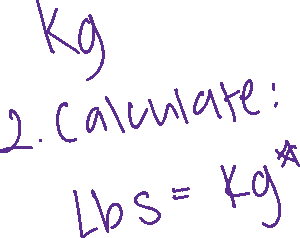 Kg
2. Calculate:
Lbs = Kg*